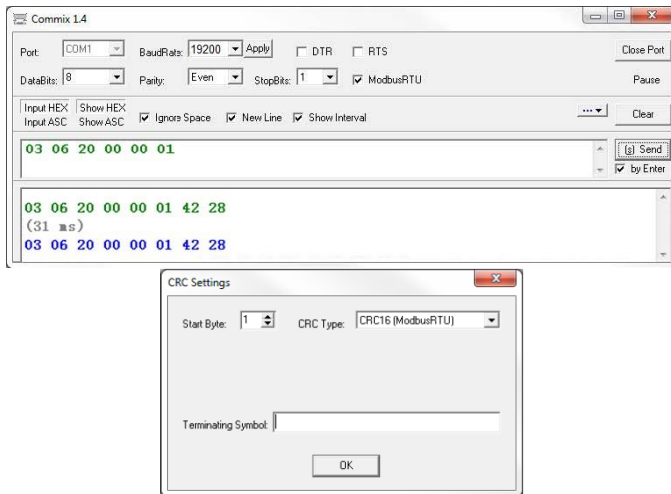 Commix 1.4
Port: COM1 BaudRate: 19200 Apply DTR RTS Close Port
DataBits: 8 Parity: Even StopBits: 1 ModbusRTU Pause
Input HEX Show HEX
Input ASC Show ASC Ignore Space New Line Show Interval ... Clear
03 06 20 00 00 01 (s) Send
by Enter
03 06 20 00 00 01 42 28
(31 ms)
03 06 20 00 00 01 42 28
CRC Settings
Start Byte: 1 CRC Type: CRC16 (ModbusRTU)
Terminating Symbol:
OK